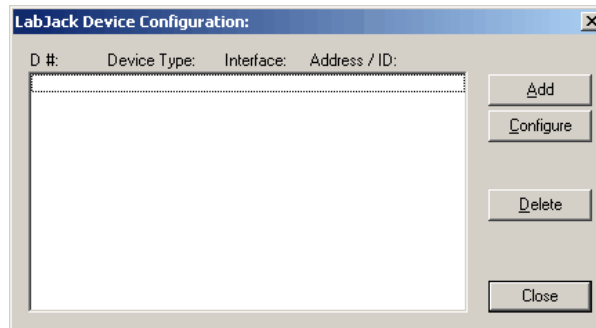 LabJack Device Configuration:
D #: Device Type: Interface: Address / ID:
Add
Configure
Delete
Close